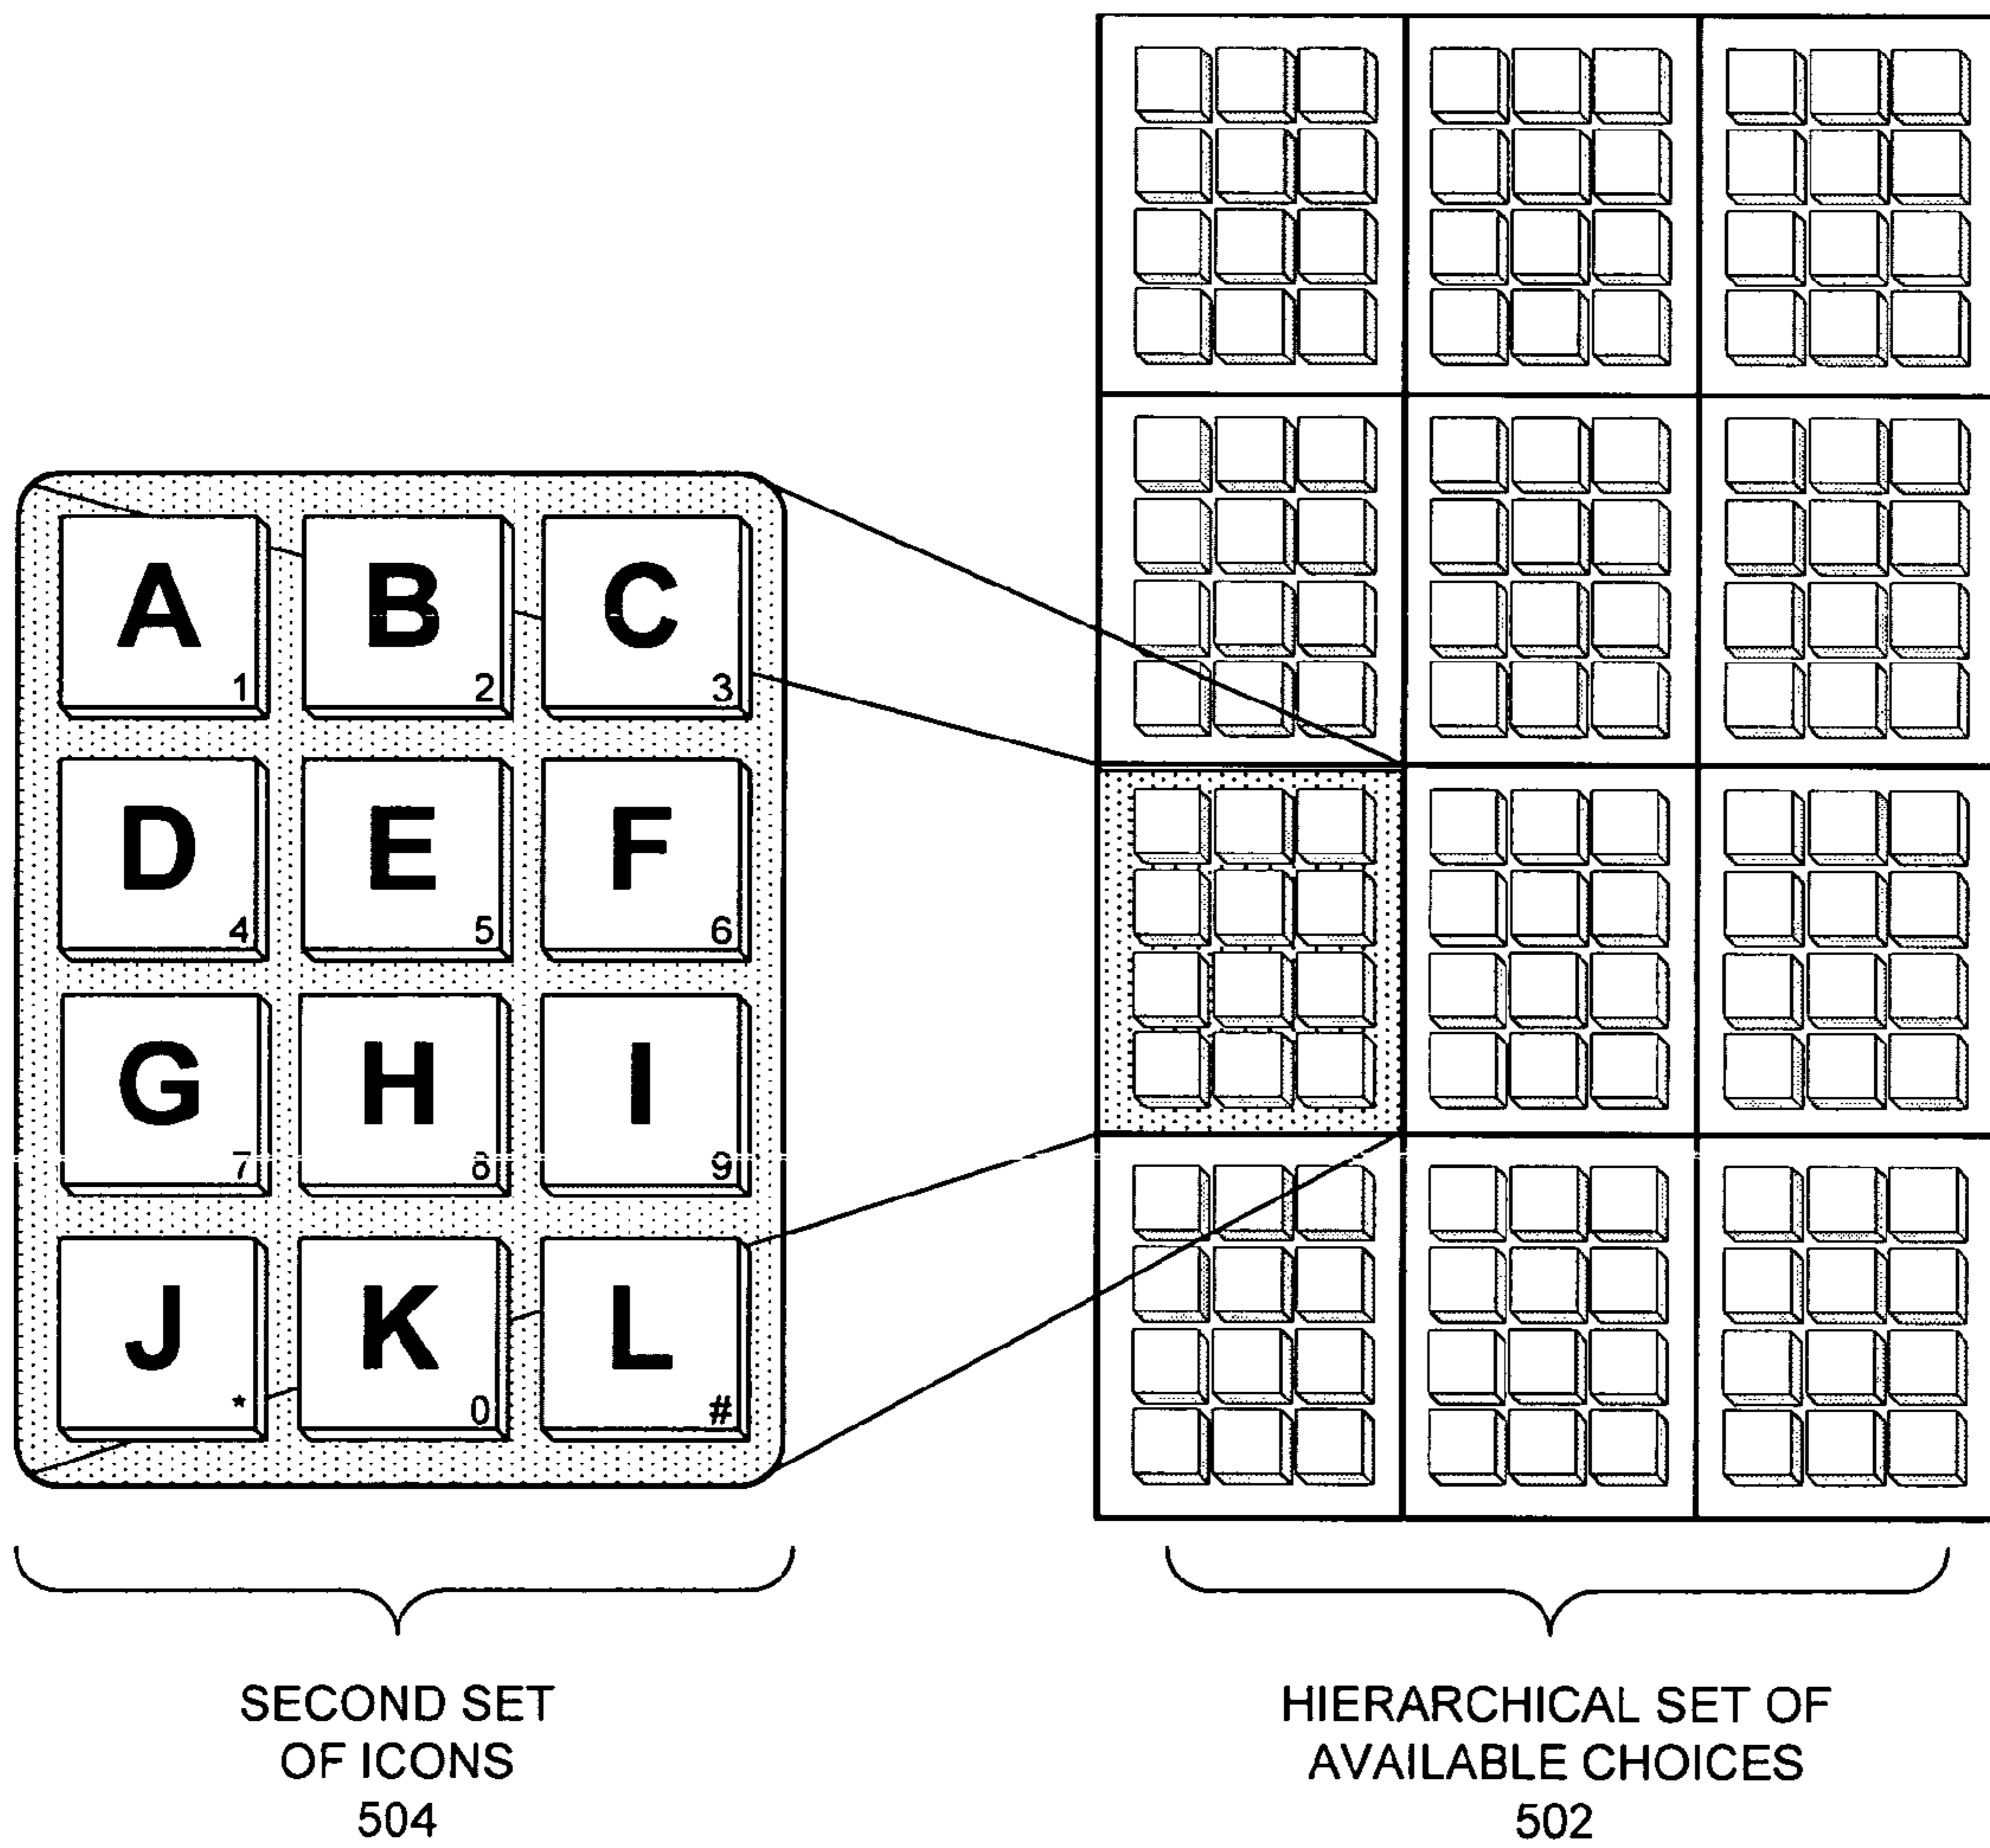 A
1
B
2
C
3
D
4
E
5
F
6
G
7
H
8
I
9
J
*
K
0
L
#
SECOND SET
OF ICONS
504
HIERARCHICAL SET OF
AVAILABLE CHOICES
502